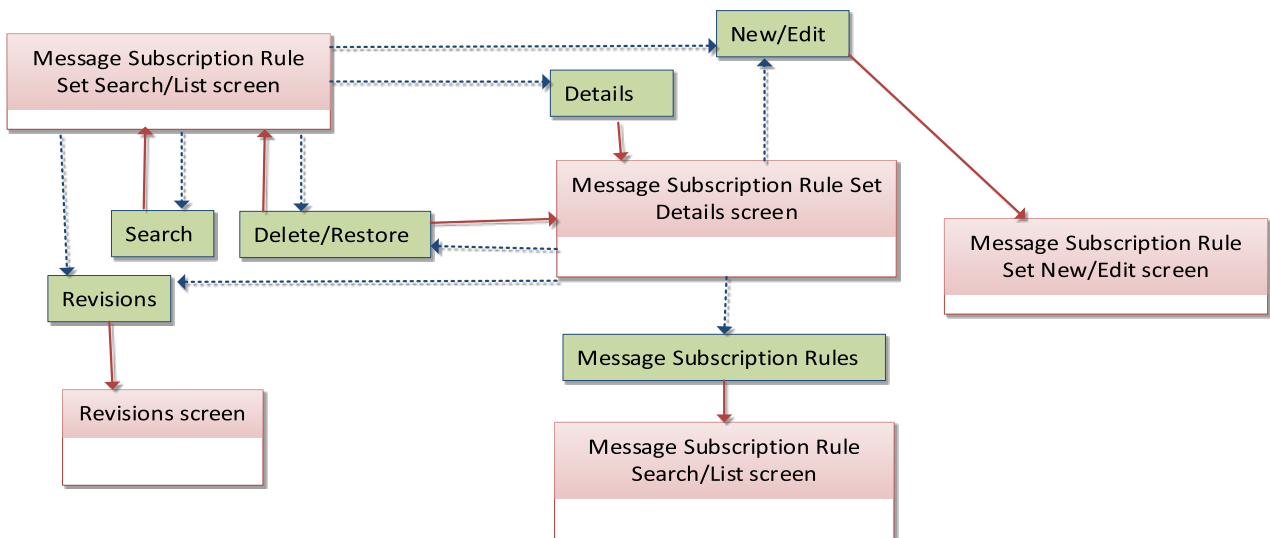 New/Edit
Message Subscription Rule
Set Search/List screen
Details
Message Subscription Rule Set
Details screen
Search
Delete/Restore
Message Subscription Rule
Set New/Edit screen
Revisions
Message Subscription Rules
Revisions screen
Message Subscription Rule
Search/List screen